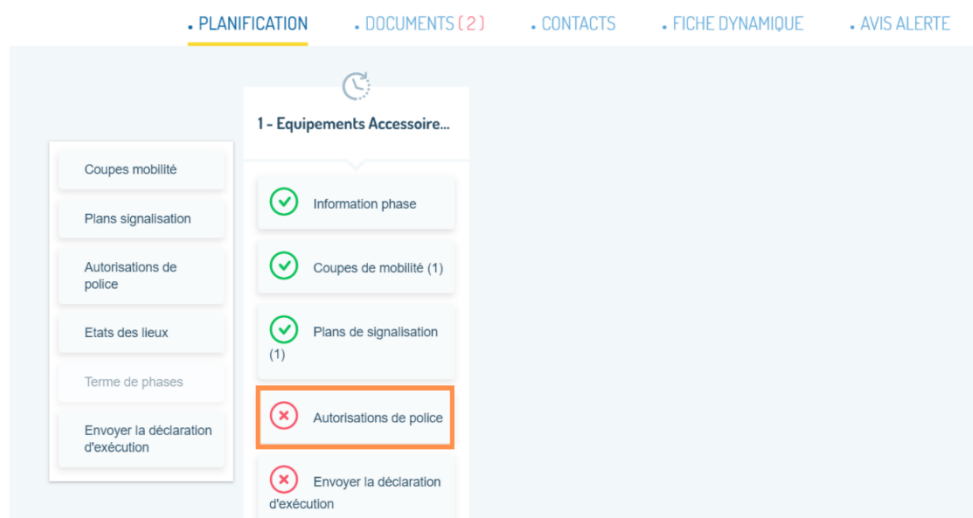 . PLANIFICATION . DOCUMENTS (2) . CONTACTS . FICHE DYNAMIQUE . AVIS ALERTE
Coupes mobilité
Plans signalisation
Autorisations de
police
Etats des lieux
Terme de phases
Envoyer la déclaration
d'exécution
1 - Equipements Accessoire...
Information phase
Coupes de mobilité (1)
Plans de signalisation
(1)
Autorisations de police
Envoyer la déclaration
d'exécution